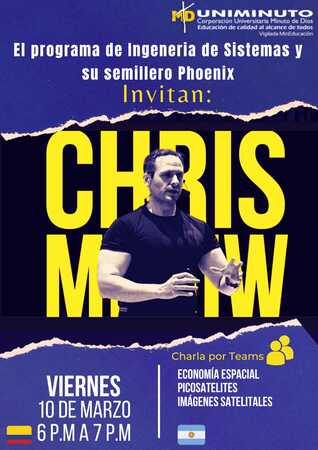 MD UNIMINUTO
Corporación Universitaria Minuto de Dios
Educación de calidad al alcance de todos
Vigilada MinEducación
El programa de Ingeneria de Sistemas y
su semillero Phoenix
Invitan:
CHRIS
Charla por Teams
ECONOMÍA ESPACIAL
PICOSATELITES
IMÁGENES SATELITALES
VIERNES
10 DE MARZO
6 P.M A 7 P.M